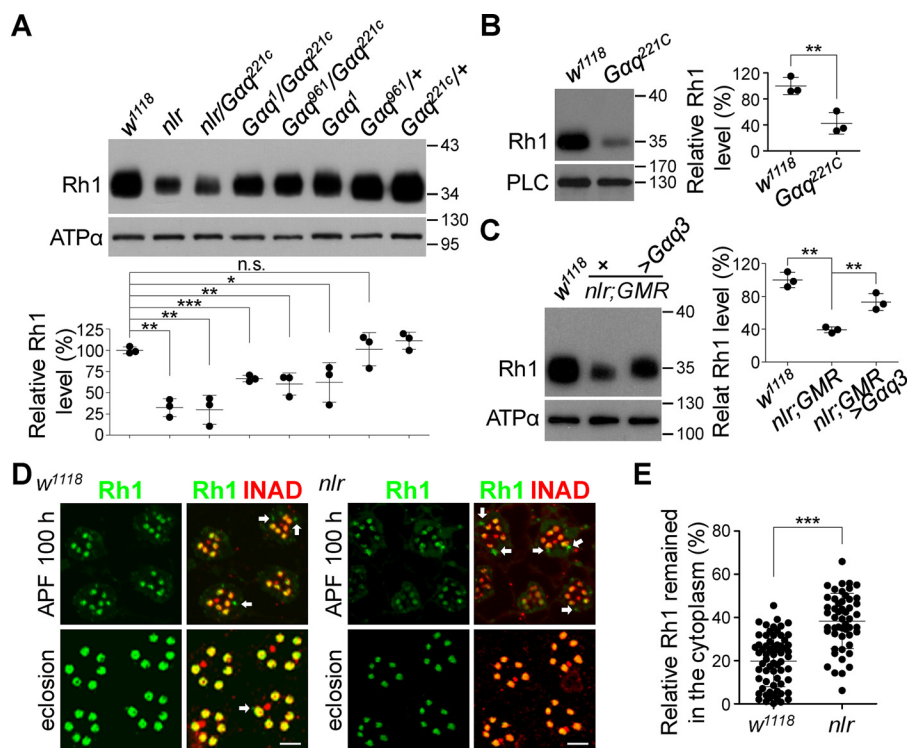 A
w1118
nlr
nlr/Gαq221c
Gαq1/Gαq221c
Gαq961/Gαq221c
Gαq1
Gαq961/+
Gαq221c/+
43
Rh1
34
130
ATPα
95
n.s.
*
**
***
**
**
Relative Rh1
level (%)
125
100
75
50
25
0
B
w1118
Gαq221C
40
Rh1
35
170
PLC
130
Relative Rh1
level (%)
120
80
40
0
**
w1118
Gαq221C
C
w1118
+
>Gαq3
nlr;GMR
40
Rh1
35
130
ATPα
100
Relat Rh1 level (%)
120
80
40
0
**
**
w1118
nlr;GMR
nlr;GMR
>Gαq3
D
w1118
Rh1
Rh1 INAD
nlr
Rh1
Rh1 INAD
APF 100 h
eclosion
APF 100 h
eclosion
E
Relative Rh1 remained
in the cytoplasm (%)
80
60
40
20
0
***
w1118
nlr